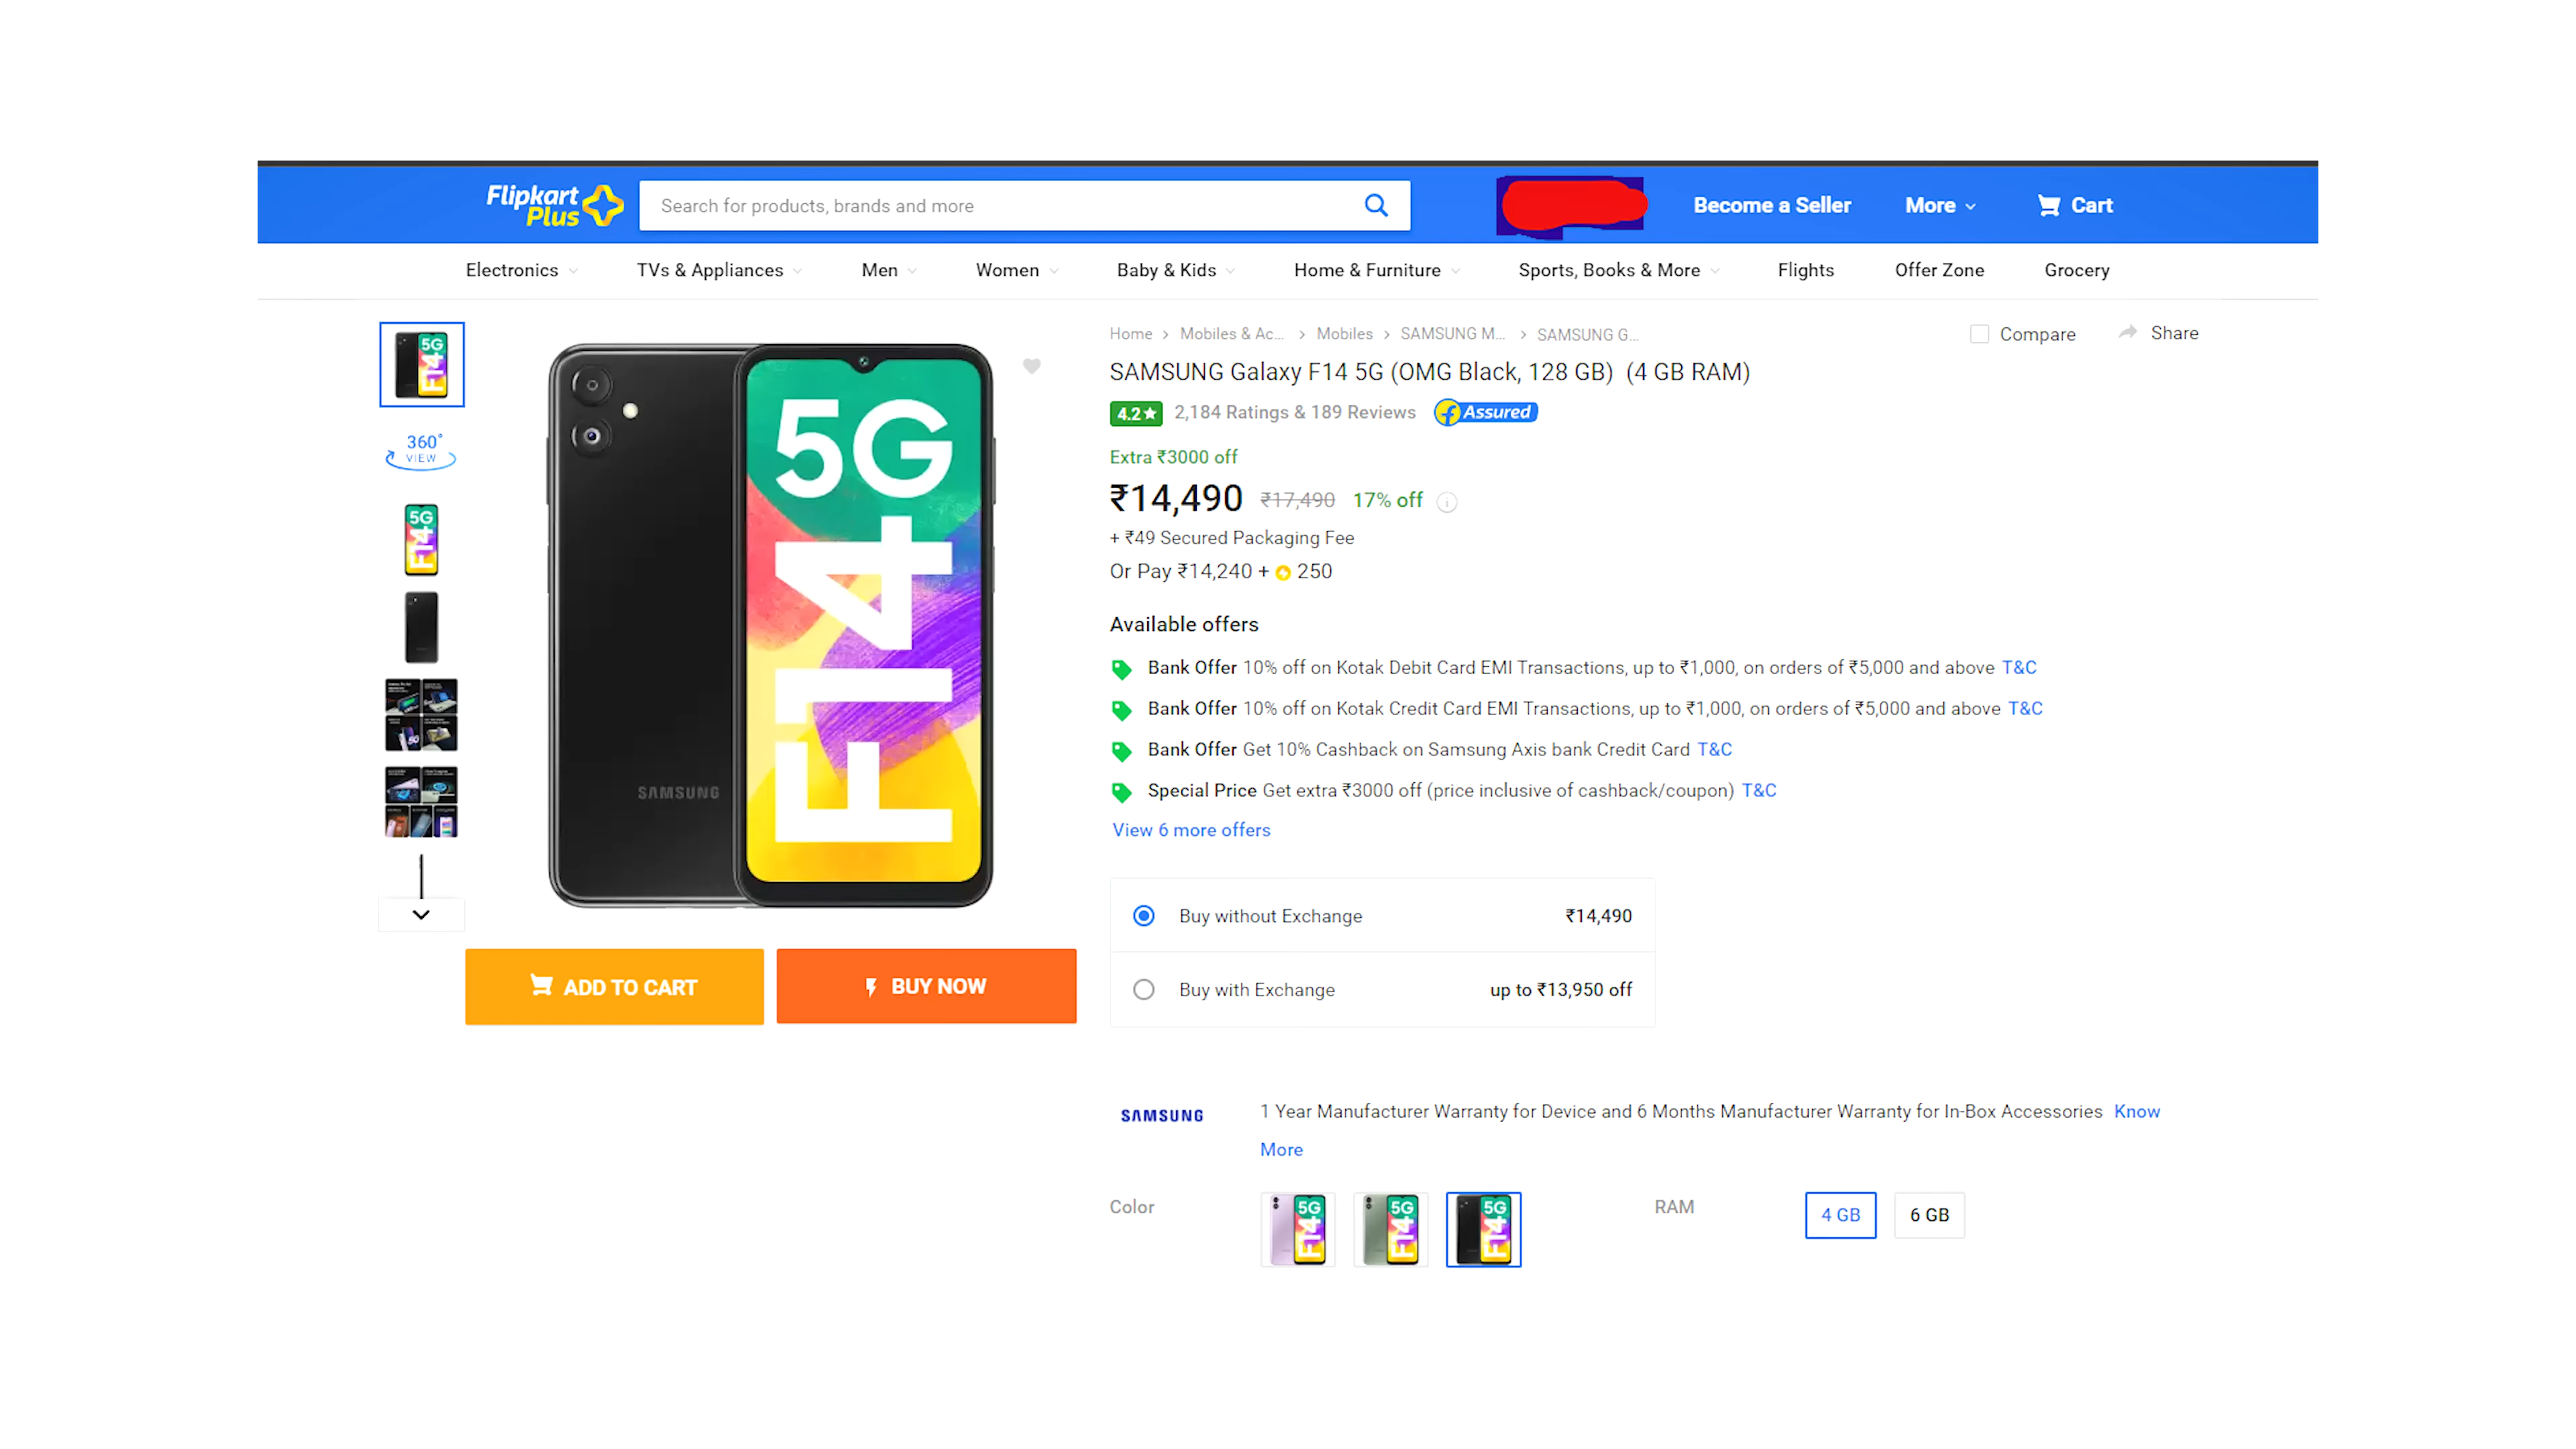 Flipkart
Plus
Search for products, brands and more
Become a Seller
More
Cart
Electronics
TVs & Appliances
Men
Women
Baby & Kids
Home & Furniture
Sports, Books & More
Flights
Offer Zone
Grocery
Home > Mobiles & Ac... > Mobiles > SAMSUNG M... > SAMSUNG G...
Compare
Share
5G
F14
360°
VIEW
5G
F14
5G
F14
SAMSUNG
SAMSUNG Galaxy F14 5G (OMG Black, 128 GB) (4 GB RAM)
4.2★ 2,184 Ratings & 189 Reviews
f Assured
Extra ₹3000 off
₹14,490 ₹17,490 17% off
+ ₹49 Secured Packaging Fee
Or Pay ₹14,240 + 250
Available offers
Bank Offer 10% off on Kotak Debit Card EMI Transactions, up to ₹1,000, on orders of ₹5,000 and above T&C
Bank Offer 10% off on Kotak Credit Card EMI Transactions, up to ₹1,000, on orders of ₹5,000 and above T&C
Bank Offer Get 10% Cashback on Samsung Axis bank Credit Card T&C
Special Price Get extra ₹3000 off (price inclusive of cashback/coupon) T&C
View 6 more offers
Buy without Exchange ₹14,490
Buy with Exchange up to ₹13,950 off
ADD TO CART
BUY NOW
SAMSUNG
1 Year Manufacturer Warranty for Device and 6 Months Manufacturer Warranty for In-Box Accessories Know
More
Color
5G
F14
5G
F14
5G
F14
RAM
4 GB
6 GB